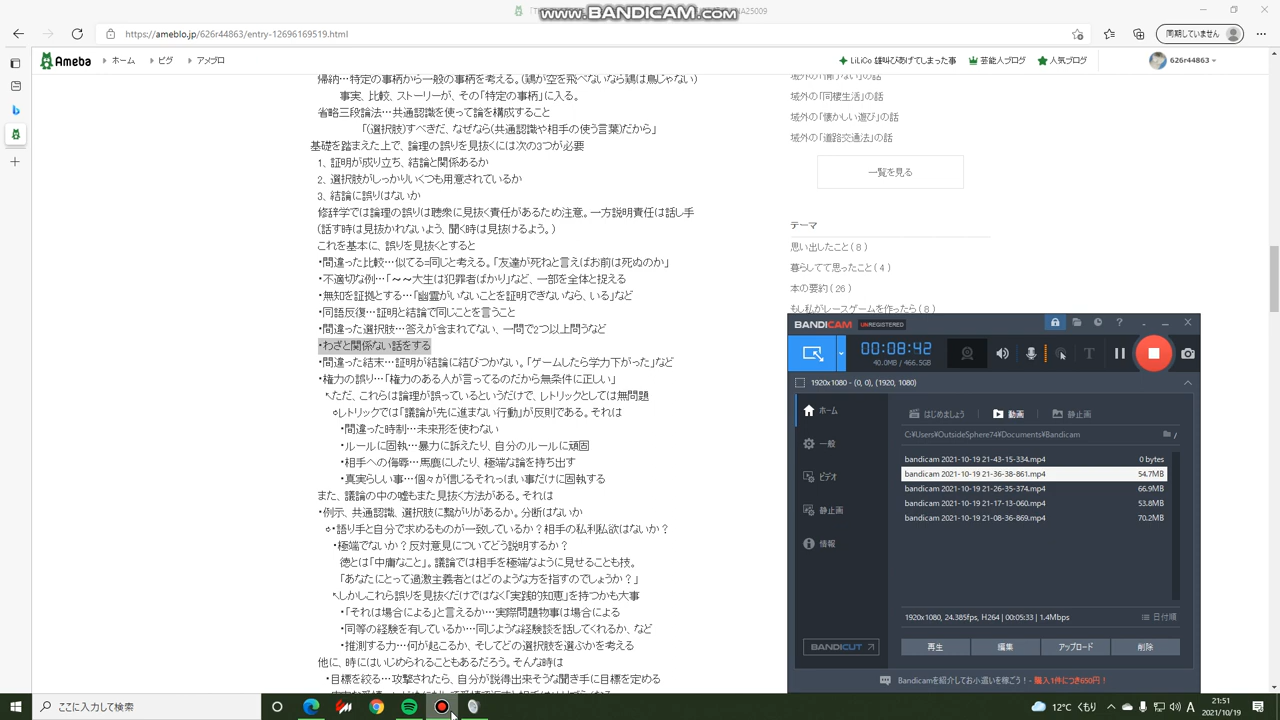 www.BANDICAM.com
25009
https://ameblo.jp/626r44863/entry-12696169519.html
同期していません
Ameba
ホーム
ピグ
アメブロ
LiLiCo 雄叫びあげてしまった事
芸能人ブログ
人気ブログ
626r44863
帰納…特定の事柄から一般の事柄を考える。(鶏が空を飛べないなら鶏は鳥じゃない)
事実、比較、ストーリーが、その「特定の事柄」に入る。
省略三段論法…共通認識を使って論を構成すること
「(選択肢)すべきだ、なぜなら(共通認識や相手の使う言葉)だから」
基礎を踏まえた上で、論理の誤りを見抜くには次の3つが必要
1、証明が成り立ち、結論と関係あるか
2、選択肢がしっかりいくつも用意されているか
3、結論に誤りはないか
修辞学では論理の誤りは聴衆に見抜く責任があるため注意。一方説明責任は話し手
(話す時は見抜かれないよう、聞く時は見抜けるよう。)
これを基本に、誤りを見抜くとすると
・間違った比較…似てる=同じと考える。「友達が死ねと言えばお前は死ぬのか」
・不適切な例…「～～大生は犯罪者ばかり」など、一部を全体と捉える
・無知を証拠とする…「幽霊がいないことを証明できないなら、いる」など
・同語反復…証明と結論で同じことを言うこと
・間違った選択肢…答えが含まれてない、一問で2つ以上問うなど
・わざと関係ない話をする
・間違った結末…証明が結論に結びつかない。「ゲームしたら学力下がった」など
・権力の誤り…「権力のある人が言ってるのだから無条件に正しい」
↖ただ、これらは論理が誤っているというだけで、レトリックとしては無問題
⇔レトリックでは「議論が先に進まない行動」が反則である。それは
・間違った時制…未来形を使わない
・ルールに固執…暴力に訴えたり、自分のルールに頑固
・相手への侮辱…馬鹿にしたり、極端な論を持ち出す
・真実らしい事…個々が信じるそれっぽい事だけに固執する
また、議論の中の嘘もまた見抜く方法がある。それは
・例示、共通認識、選択肢に繋がりがあるか。分断はないか
⇔・語り手と自分で求めるものが一致しているか?相手の私利私欲はないか?
・極端でないか?反対意見についてどう説明するか?
徳とは「中庸なこと」。議論では相手を極端なように見せることも技。
「あなたにとって過激主義者とはどのような方を指すのでしょうか?」
↖しかしこれら誤りを見抜くだけではなく「実践的知恵」を持つかも大事
・「それは場合による」と言えるか…実際問題物事は場合による
・同等の経験を有しているか…同じような経験談を話してくれるか、など
・推測する力…何が起こるか、そしてどの選択肢を選ぶかを考える
他に、時にはいじめられることもあるだろう。そんな時は
・目標を絞る…攻撃されたら、自分が説得出来そうな聞き手に目標を定める
域外の「同棲生活」の話
域外の「懐かしい遊び」の話
域外の「道路交通法」の話
一覧を見る
テーマ
思い出したこと ( 8 )
暮らしてて思ったこと ( 4 )
本の要約 ( 26 )
もし私がレースゲームを作ったら ( 8 )
BANDICAM UNREGISTERED
00:08:42
40.0MB / 466.5GB
1920x1080 - (0, 0), (1920, 1080)
ホーム
一般
ビデオ
静止画
情報
はじめましょう
動画
静止画
C:¥Users¥OutsideSphere74¥Documents¥Bandicam
bandicam 2021-10-19 21-43-15-334.mp4 0 bytes
bandicam 2021-10-19 21-36-38-861.mp4 54.7MB
bandicam 2021-10-19 21-26-35-374.mp4 66.9MB
bandicam 2021-10-19 21-17-13-060.mp4 53.8MB
bandicam 2021-10-19 21-08-36-869.mp4 70.2MB
1920x1080, 24.385fps, H264 | 00:05:33 | 1.4Mbps
日付順
BANDICUT
再生
編集
アップロード
削除
Bandicamを紹介してお小遣いを稼ごう! - 購入1件につき650円!
ここに入力して検索
12°C くもり
A
21:51
2021/10/19